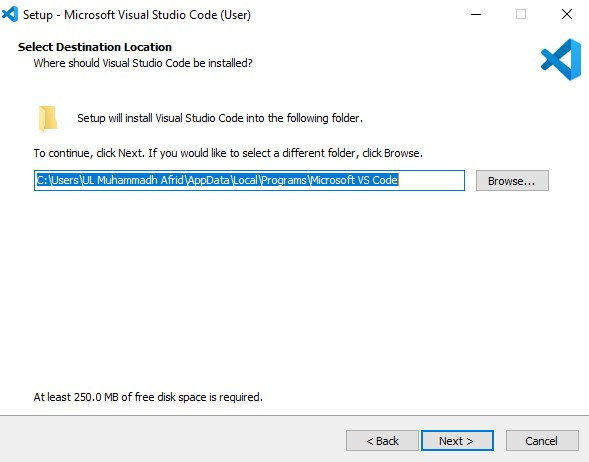 Setup - Microsoft Visual Studio Code (User)
Select Destination Location
Where should Visual Studio Code be installed?
Setup will install Visual Studio Code into the following folder.
To continue, click Next. If you would like to select a different folder, click Browse.
C:\Users\UL Muhammadh Afrid\AppData\Local\Programs\Microsoft VS Code
Browse...
At least 250.0 MB of free disk space is required.
< Back
Next >
Cancel